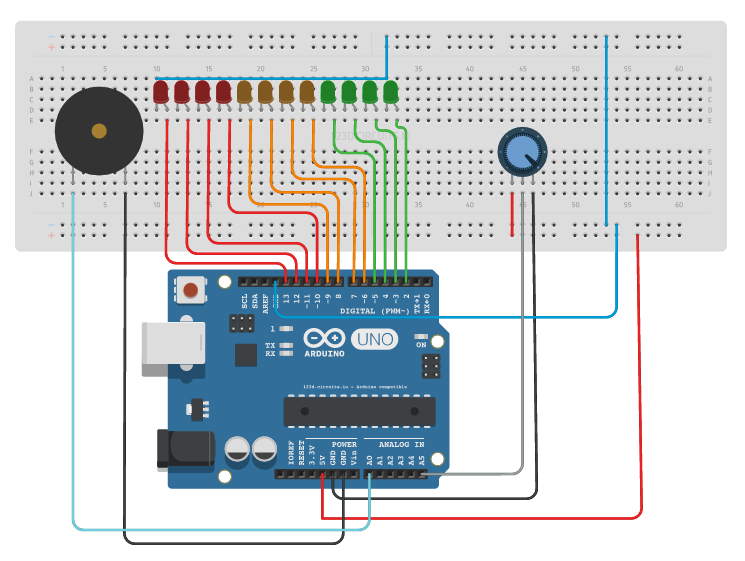 1 5 10 15 20 25 30 35 40 45 50 55 60
A A
B B
C C
D D
E E
F F
G G
H H
I I
J J
1 5 10 20 25 30 35 40 45 50 55 60
SCL
SDA
AREF
13
12
~11
~10
~9
8
7
~6
~5
4
~3
2
TX→1
RX←0
DIGITAL (PWM~)
1
TX
RX
ARDUINO
UNO
ON
123d.circuits.io - Arduino compatible
POWER
ANALOG IN
IOREF
RESET
3.3V
5V
GND
GND
Vin
A0
A1
A2
A3
A4
A5